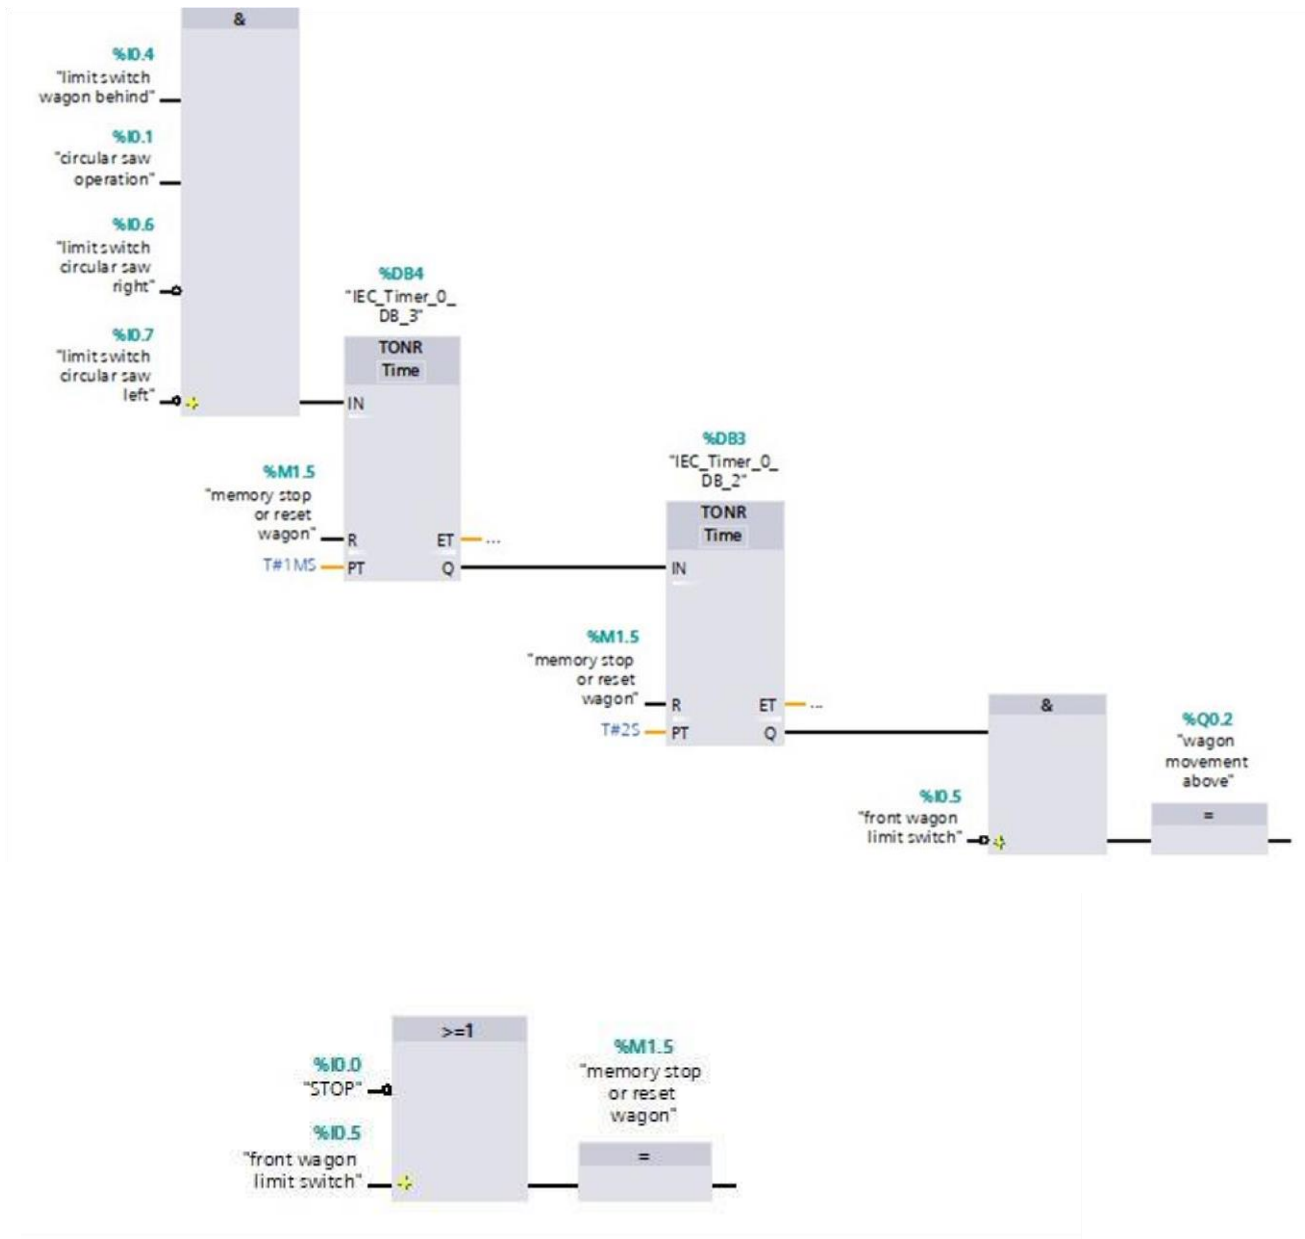 &
%I0.4
"limit switch
wagon behind"
%I0.1
"circular saw
operation"
%I0.6
"limit switch
circular saw
right"
%I0.7
"limit switch
circular saw
left"
%DB4
"IEC_Timer_0_
DB_3"
TONR
Time
IN
%M1.5
"memory stop
or reset
wagon"
R
ET
...
T#1MS
PT
Q
%DB3
"IEC_Timer_0_
DB_2"
TONR
Time
IN
%M1.5
"memory stop
or reset
wagon"
R
ET
...
T#2S
PT
Q
&
%I0.5
"front wagon
limit switch"
%Q0.2
"wagon
movement
above"
=
>=1
%I0.0
"STOP"
%I0.5
"front wagon
limit switch"
%M1.5
"memory stop
or reset
wagon"
=